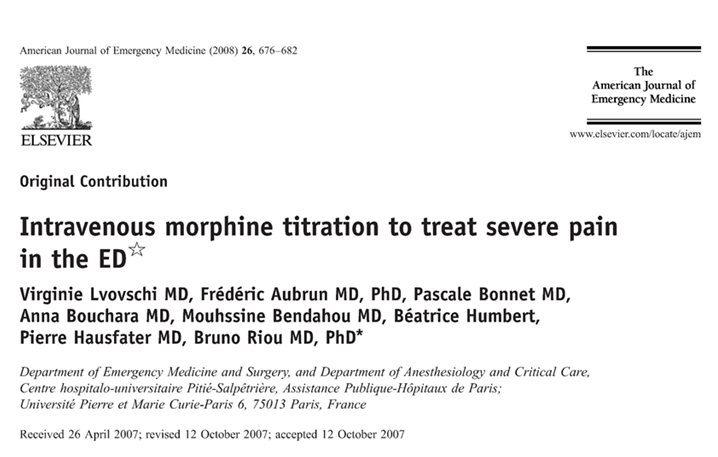 American Journal of Emergency Medicine (2008) 26, 676–682
The
American Journal of
Emergency Medicine
www.elsevier.com/locate/ajem
ELSEVIER
Original Contribution
Intravenous morphine titration to treat severe pain
in the ED☆
Virginie Lvovschi MD, Frédéric Aubrun MD, PhD, Pascale Bonnet MD,
Anna Bouchara MD, Mouhssine Bendahou MD, Béatrice Humbert,
Pierre Hausfater MD, Bruno Riou MD, PhD*
Department of Emergency Medicine and Surgery, and Department of Anesthesiology and Critical Care,
Centre hospitalo-universitaire Pitié-Salpêtrière, Assistance Publique-Hôpitaux de Paris;
Université Pierre et Marie Curie-Paris 6, 75013 Paris, France
Received 26 April 2007; revised 12 October 2007; accepted 12 October 2007